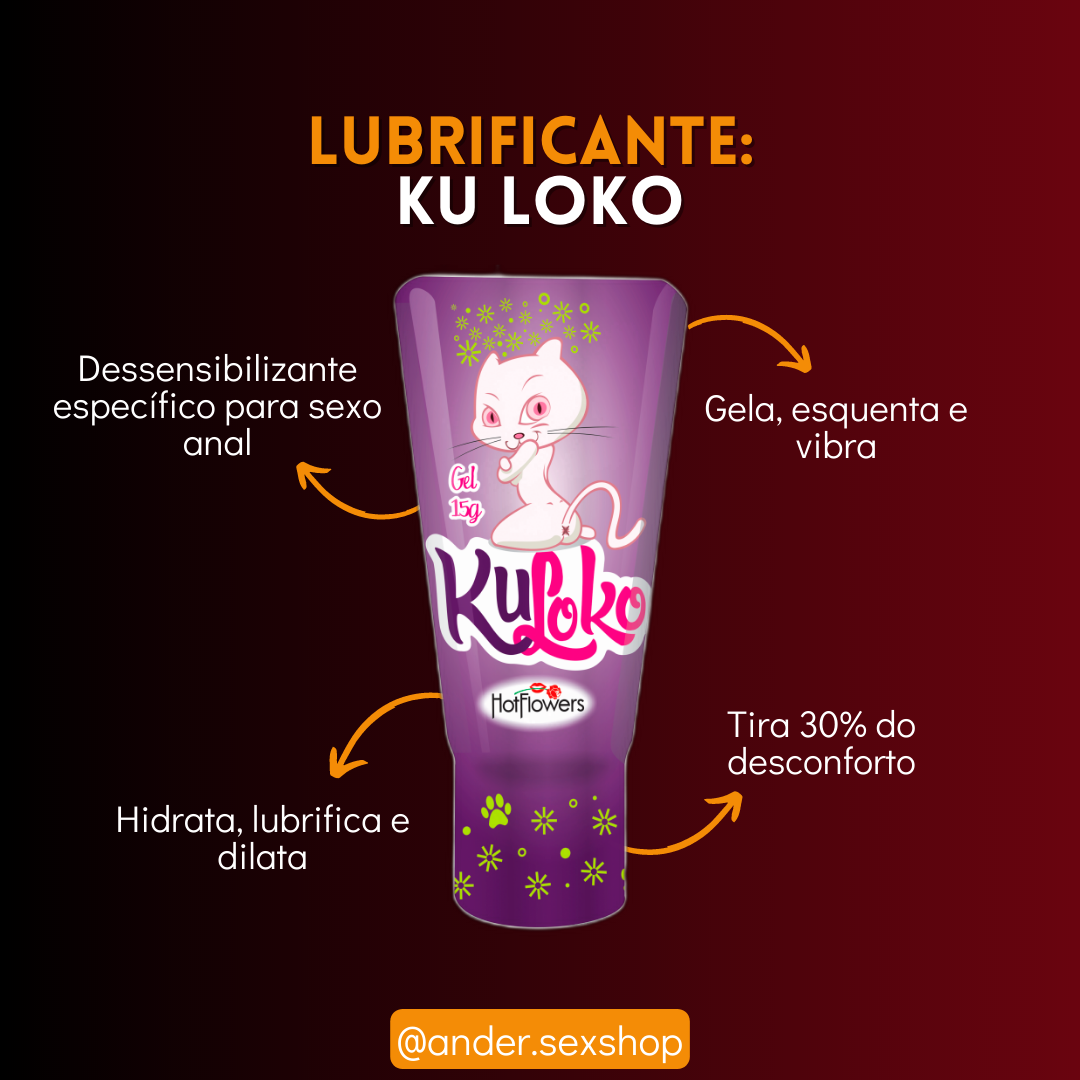 LUBRIFICANTE:
KU LOKO
Dessensibilizante
específico para sexo
anal
Gela, esquenta e
vibra
Gel
15g
KuLoko
HotFlowers
Tira 30% do
desconforto
Hidrata, lubrifica e
dilata
@ander.sexshop